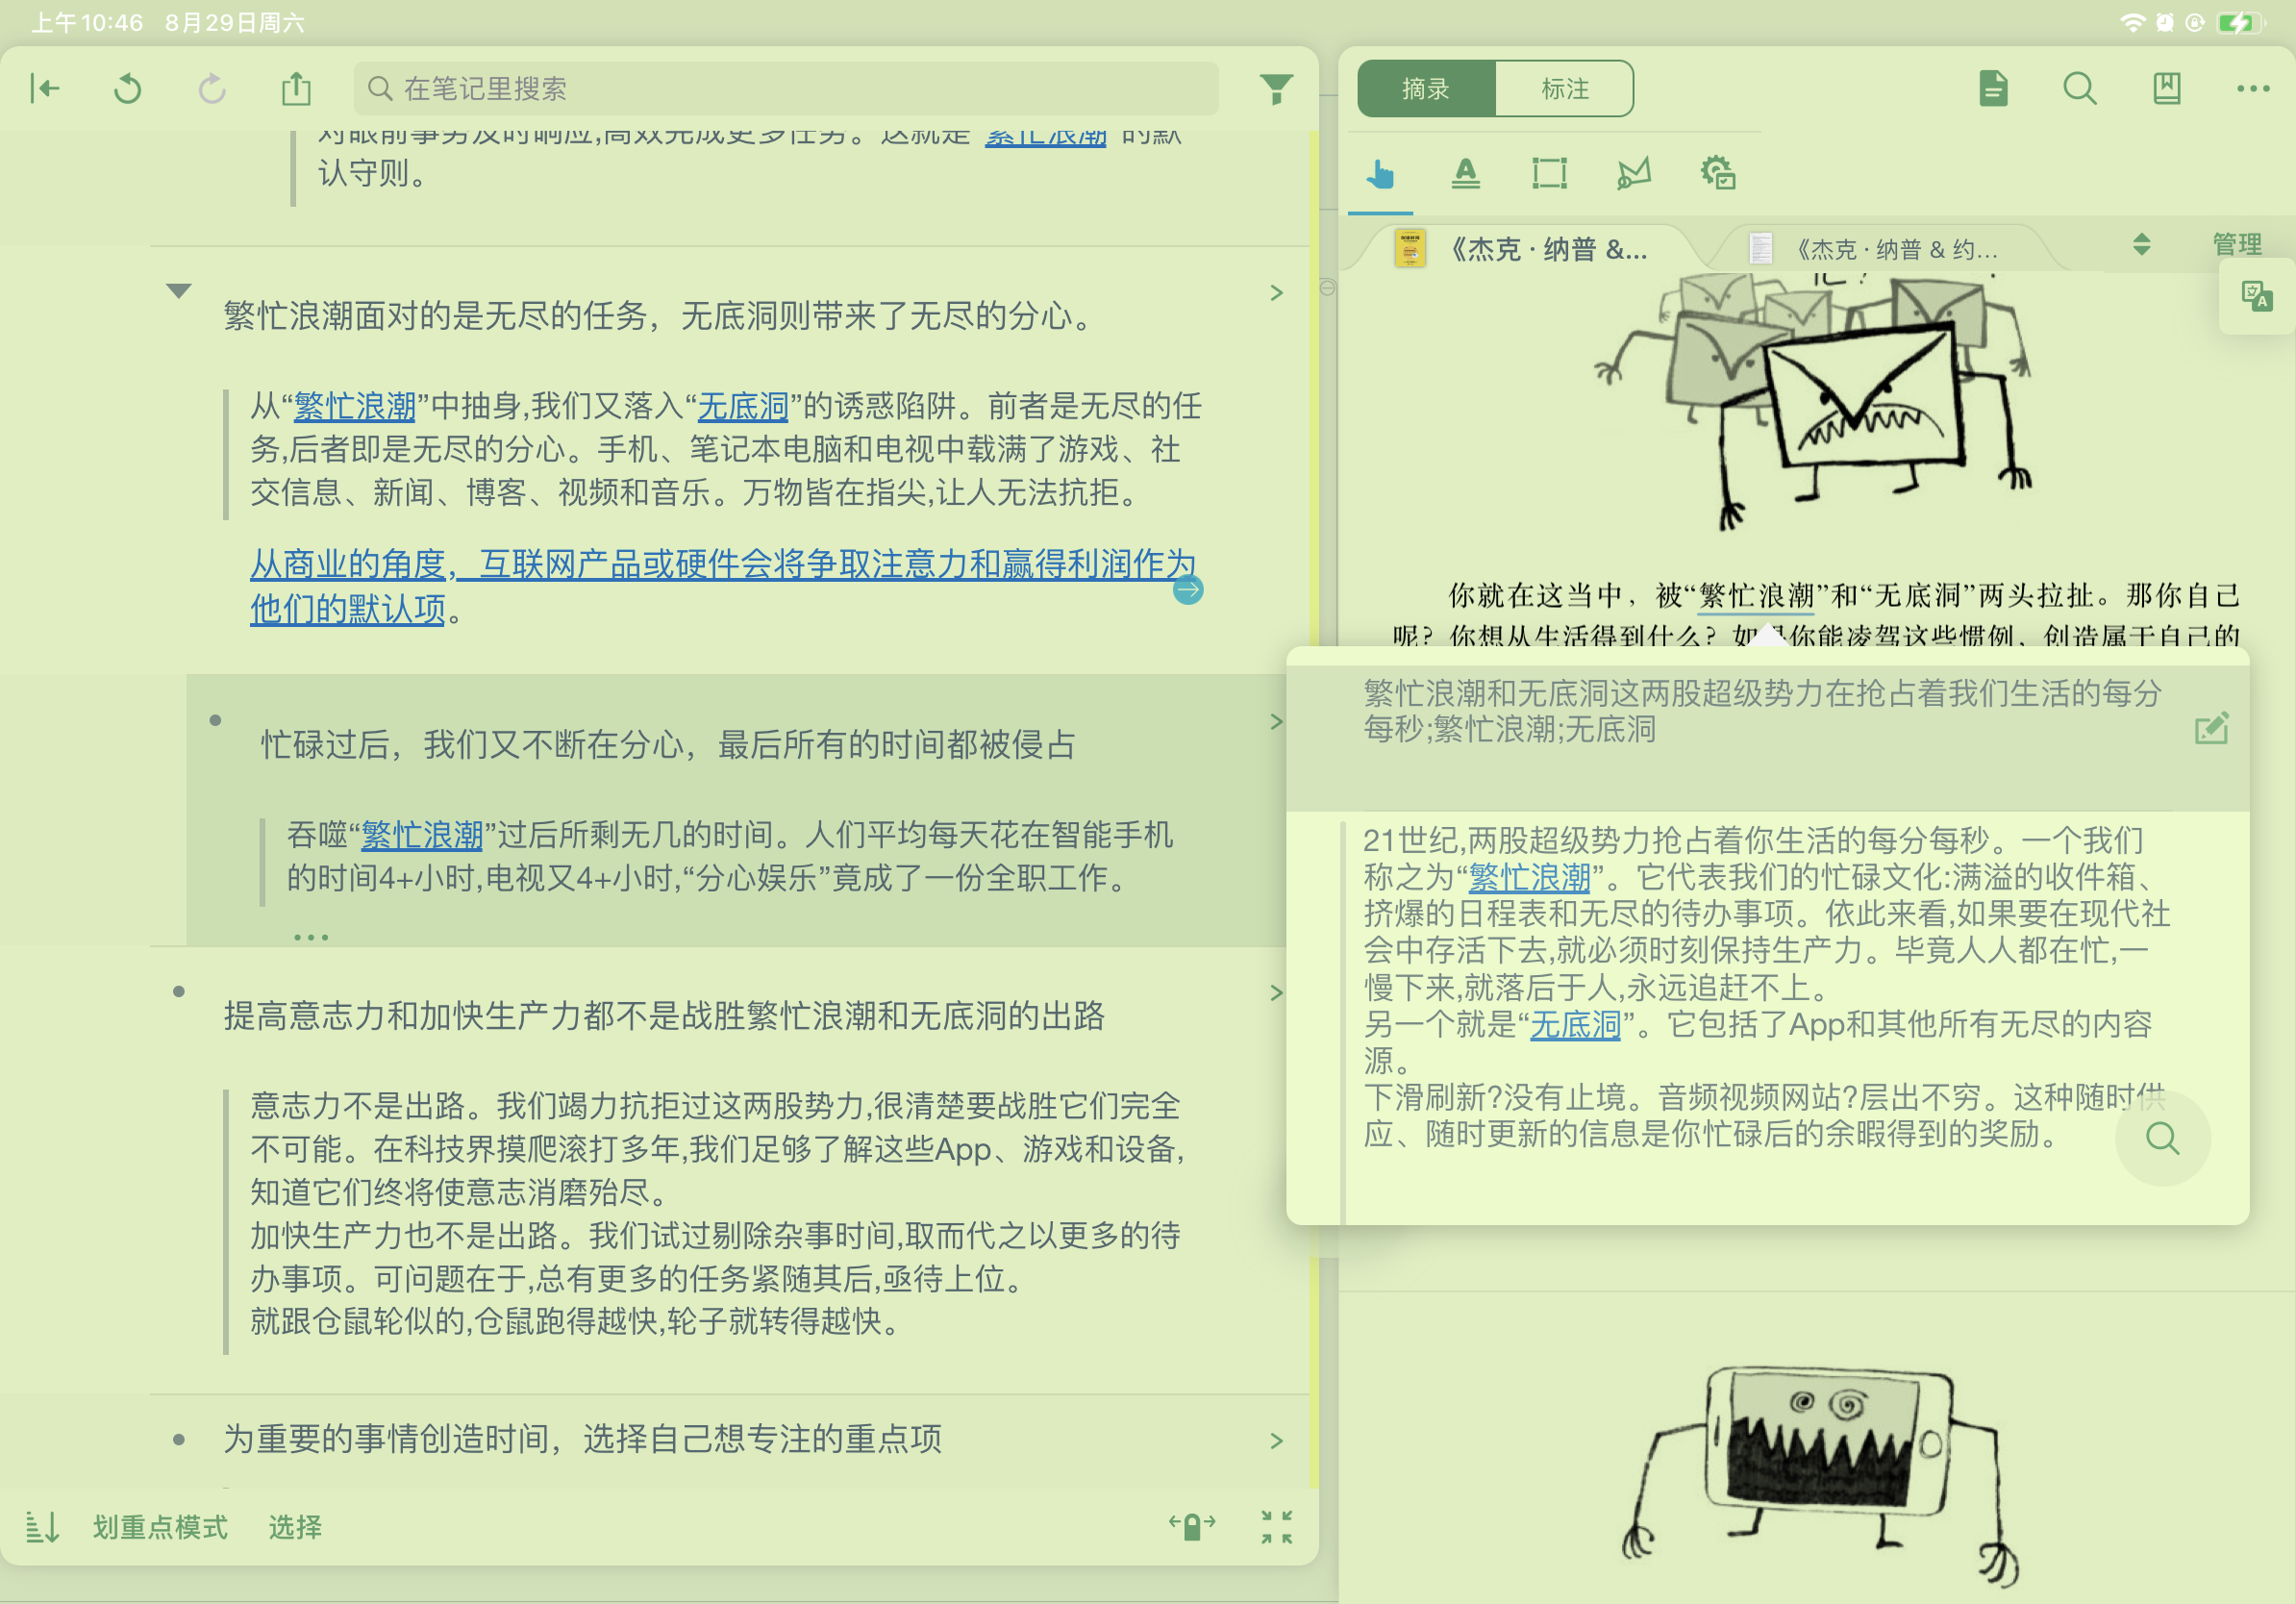 上午10:46 8月29日周六
在笔记里搜索
对眼前事务及时响应,高效完成更多任务。这就是“繁忙浪潮”的默
认守则。
繁忙浪潮面对的是无尽的任务，无底洞则带来了无尽的分心。
从“繁忙浪潮”中抽身,我们又落入“无底洞”的诱惑陷阱。前者是无尽的任
务,后者即是无尽的分心。手机、笔记本电脑和电视中载满了游戏、社
交信息、新闻、博客、视频和音乐。万物皆在指尖,让人无法抗拒。
从商业的角度，互联网产品或硬件会将争取注意力和赢得利润作为
他们的默认项。
忙碌过后，我们又不断在分心，最后所有的时间都被侵占
吞噬“繁忙浪潮”过后所剩无几的时间。人们平均每天花在智能手机
的时间4+小时,电视又4+小时,“分心娱乐”竟成了一份全职工作。
提高意志力和加快生产力都不是战胜繁忙浪潮和无底洞的出路
意志力不是出路。我们竭力抗拒过这两股势力,很清楚要战胜它们完全
不可能。在科技界摸爬滚打多年,我们足够了解这些App、游戏和设备,
知道它们终将使意志消磨殆尽。
加快生产力也不是出路。我们试过剔除杂事时间,取而代之以更多的待
办事项。可问题在于,总有更多的任务紧随其后,亟待上位。
就跟仓鼠轮似的,仓鼠跑得越快,轮子就转得越快。
为重要的事情创造时间，选择自己想专注的重点项
划重点模式 选择
摘录 标注
《杰克·纳普 &...
《杰克·纳普 & 约...
管理
你就在这当中，被“繁忙浪潮”和“无底洞”两头拉扯。那你自己
呢？你想从生活得到什么？如果你能凌驾这些惯例，创造属于自己的
繁忙浪潮和无底洞这两股超级势力在抢占着我们生活的每分
每秒;繁忙浪潮;无底洞
21世纪,两股超级势力抢占着你生活的每分每秒。一个我们
称之为“繁忙浪潮”。它代表我们的忙碌文化:满溢的收件箱、
挤爆的日程表和无尽的待办事项。依此来看,如果要在现代社
会中存活下去,就必须时刻保持生产力。毕竟人人都在忙,一
慢下来,就落后于人,永远追赶不上。
另一个就是“无底洞”。它包括了App和其他所有无尽的内容
源。
下滑刷新?没有止境。音频视频网站?层出不穷。这种随时供
应、随时更新的信息是你忙碌后的余暇得到的奖励。